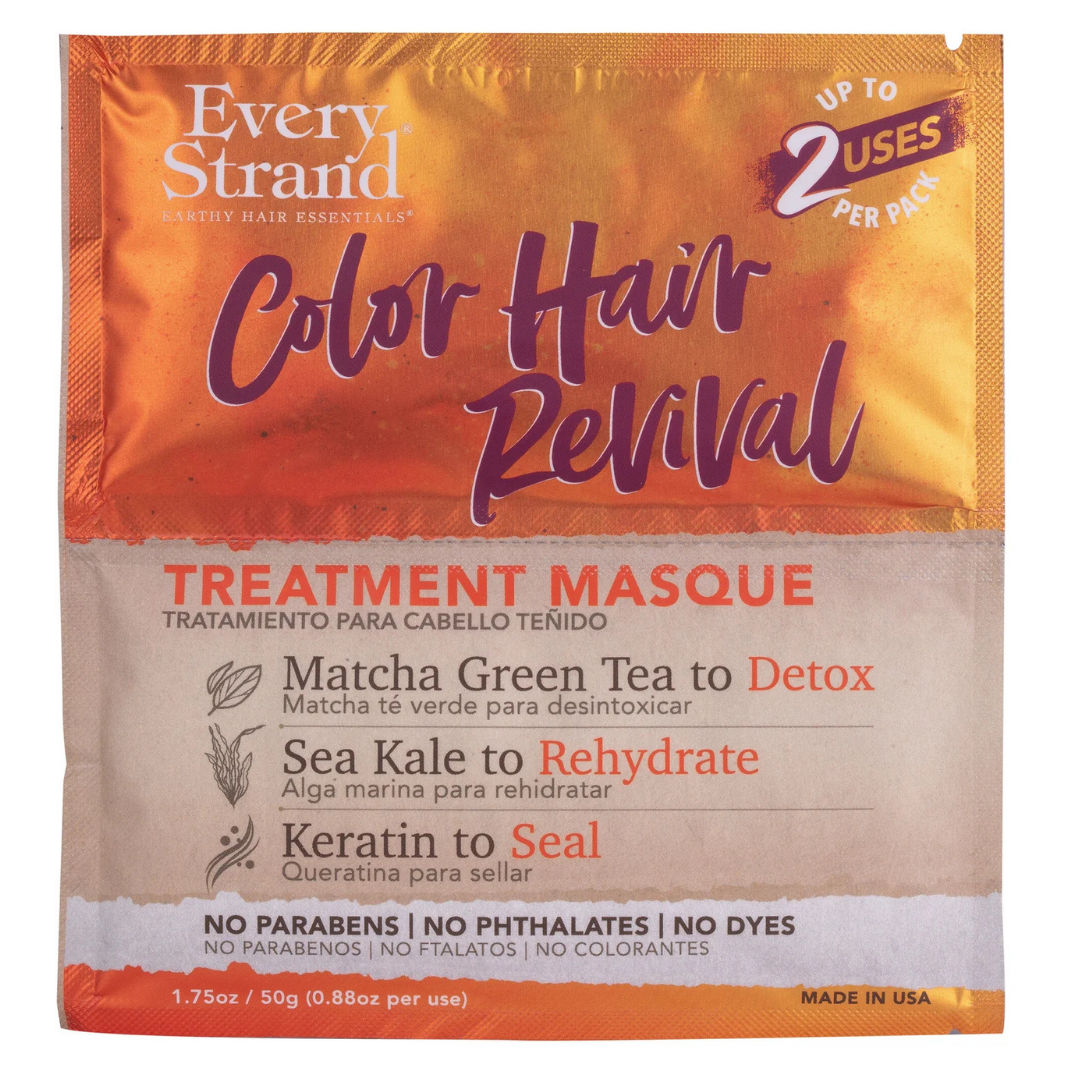 Every
Strand®
EARTHY HAIR ESSENTIALS®
UP TO
2 USES
PER PACK
Color Hair
Revival
TREATMENT MASQUE
TRATAMIENTO PARA CABELLO TEÑIDO
Matcha Green Tea to Detox
Matcha té verde para desintoxicar
Sea Kale to Rehydrate
Alga marina para rehidratar
Keratin to Seal
Queratina para sellar
NO PARABENS | NO PHTHALATES | NO DYES
NO PARABENOS | NO FTALATOS | NO COLORANTES
1.75oz / 50g (0.88oz per use)
MADE IN USA